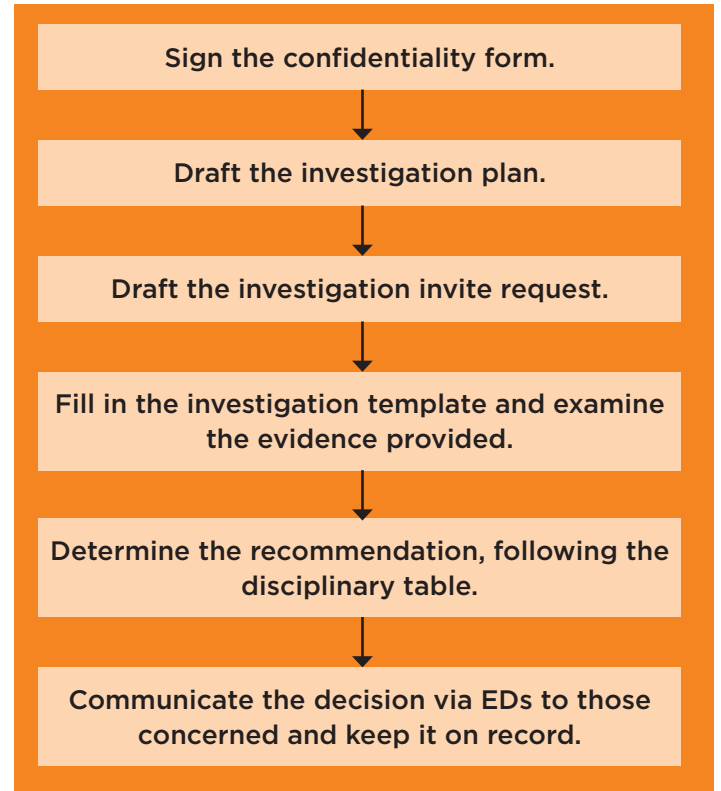 Sign the confidentiality form.
Draft the investigation plan.
Draft the investigation invite request.
Fill in the investigation template and examine
the evidence provided.
Determine the recommendation, following the
disciplinary table.
Communicate the decision via EDs to those
concerned and keep it on record.